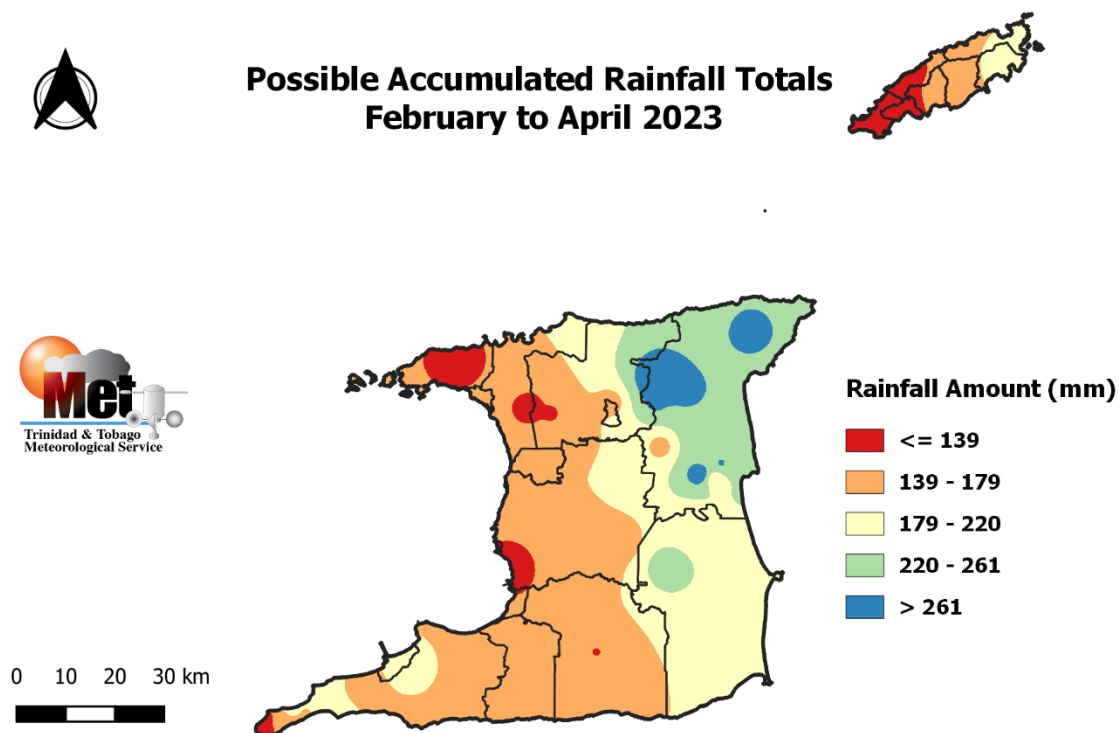 Possible Accumulated Rainfall Totals
February to April 2023
Met
Trinidad & Tobago
Meteorological Service
Rainfall Amount (mm)
<= 139
139 - 179
179 - 220
220 - 261
> 261
0 10 20 30 km